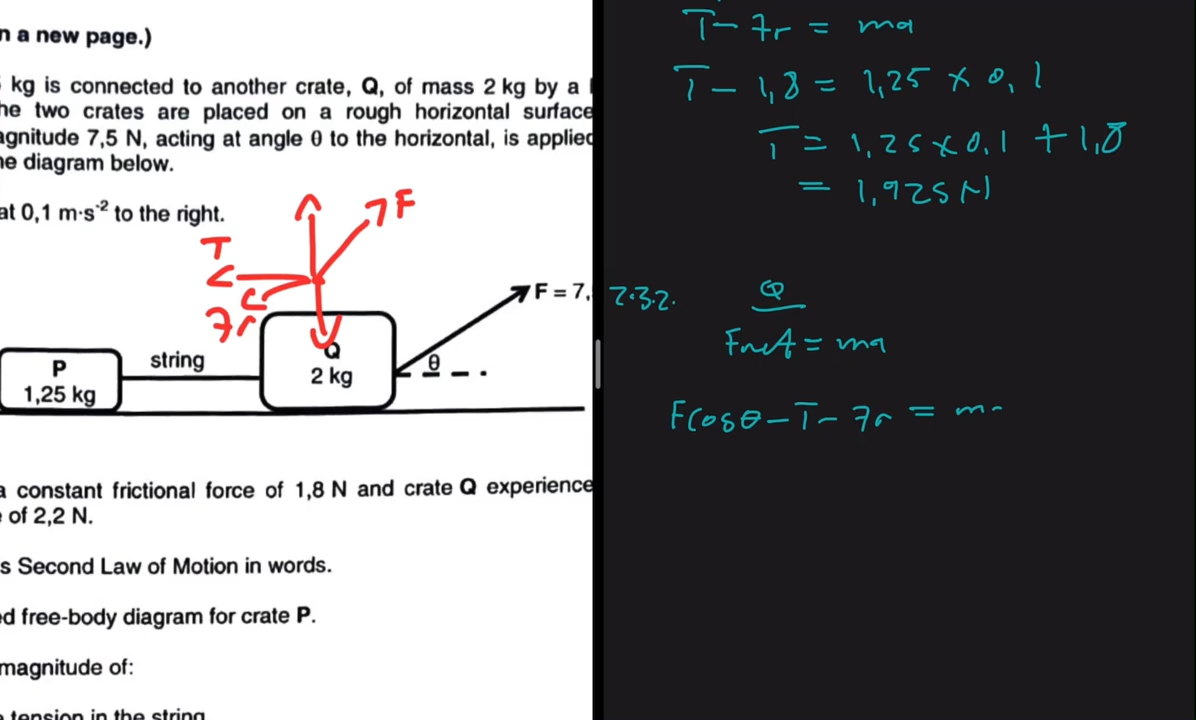 n a new page.)
kg is connected to another crate, Q, of mass 2 kg by a
he two crates are placed on a rough horizontal surface
agnitude 7,5 N, acting at angle θ to the horizontal, is applied
he diagram below.
at 0,1 m·s⁻² to the right.
T
F
fr
F = 7,
string
P
1,25 kg
Q
2 kg
θ
a constant frictional force of 1,8 N and crate Q experience
of 2,2 N.
s Second Law of Motion in words.
ed free-body diagram for crate P.
magnitude of:
tension in the string
T - fr = ma
T - 1,8 = 1,25 × 0,1
T = 1,25 × 0,1 + 1,8
= 1,925 N
2.3.2. Q
Fnet = ma
Fcosθ - T - fr = m